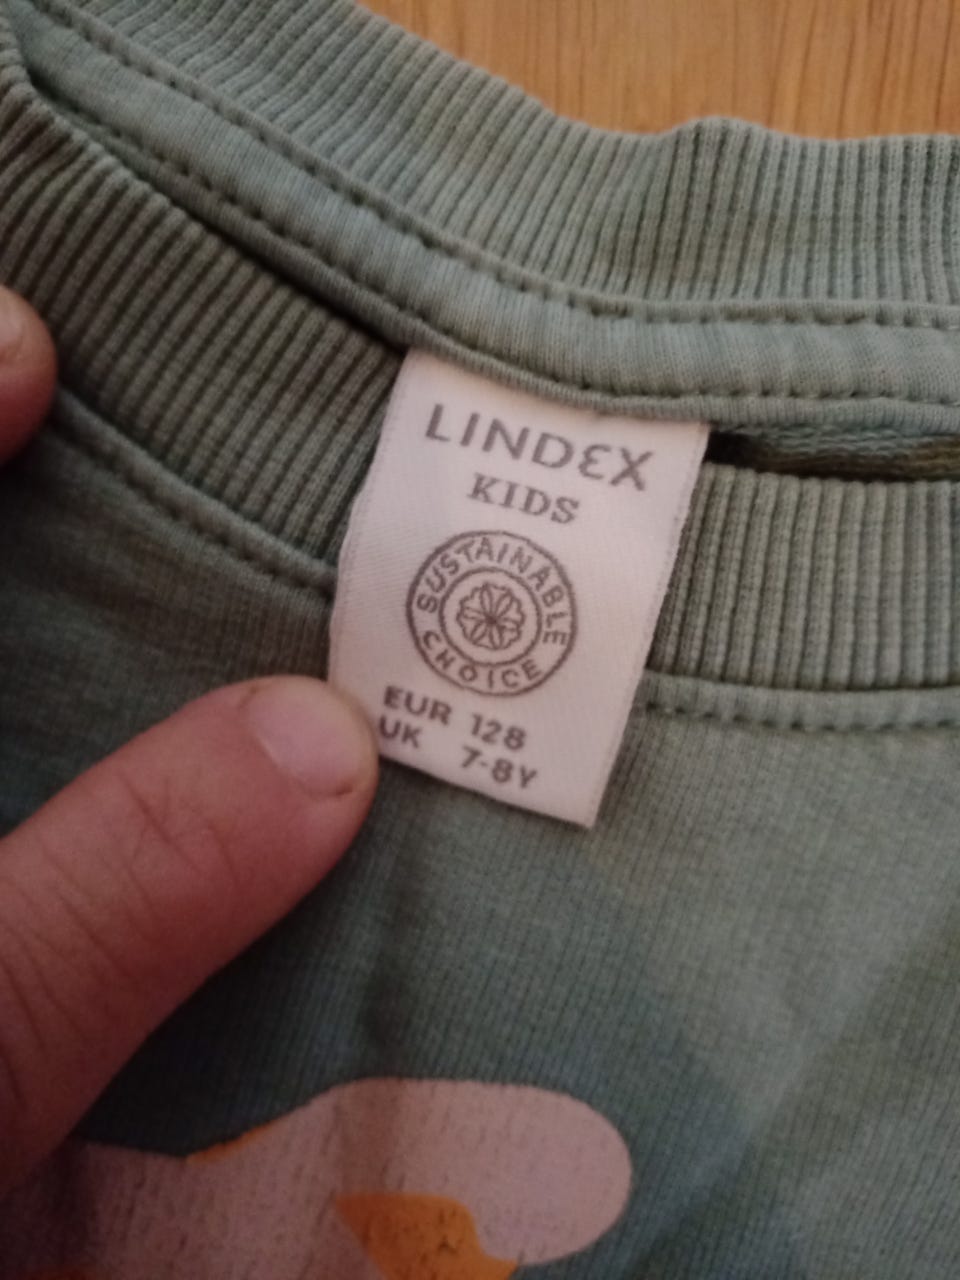 LINDEX
KIDS
SUSTAINABLE
CHOICE
EUR 128
UK 7-8Y